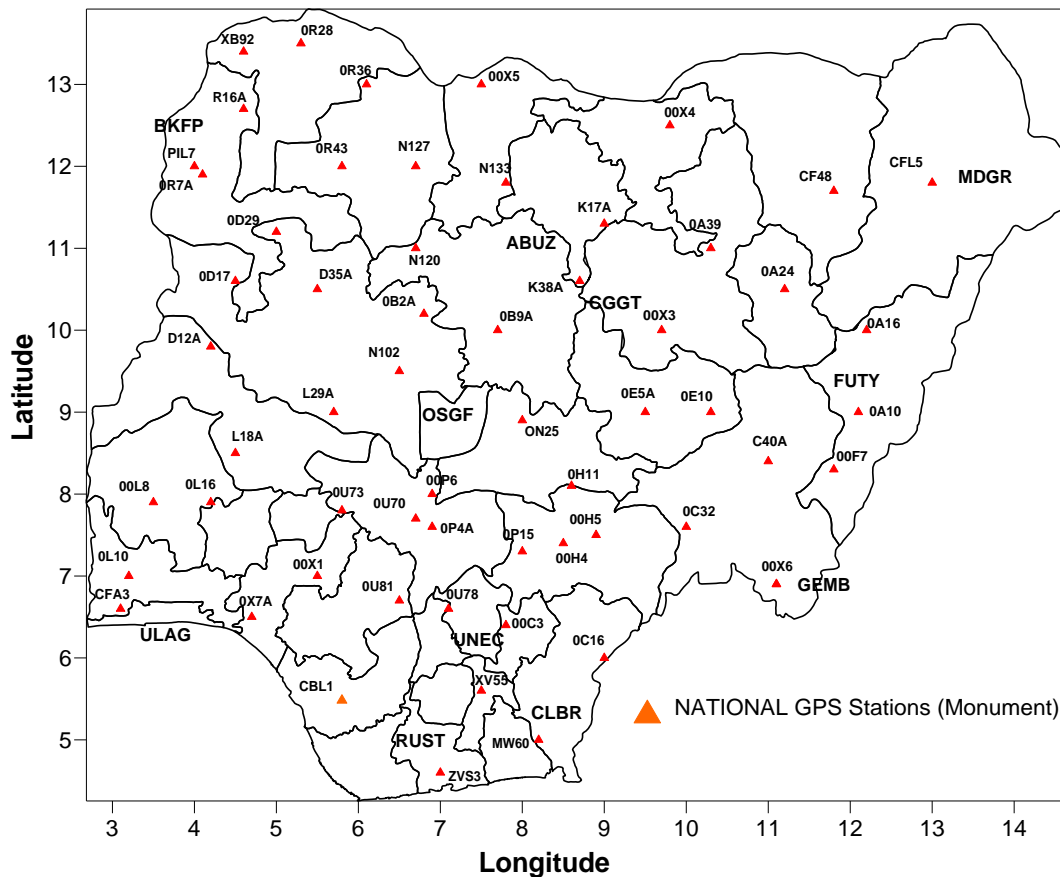 0R28
XB92
0R36
00X5
13
R16A
00X4
BKFP
0R43
N127
PIL7
12
0R7A
N133
CF48
CFL5
MDGR
K17A
0D29
0A39
ABUZ
11
N120
0D17
D35A
0A24
K38A
CGGT
0B2A
0B9A
00X3
0A16
10
D12A
N102
FUTY
L29A
0E5A
0E10
9
OSGF
0A10
ON25
L18A
C40A
00F7
Latitude
00P6
0H11
00L8
0L16
8
0U73
0U70
0C32
0P4A
0P15
00H5
00H4
0L10
00X1
7
00X6
GEMB
CFA3
0X7A
0U81
0U78
ULAG
UNEC
00C3
0C16
6
CBL1
XV55
NATIONAL GPS Stations (Monument)
CLBR
RUST
MW60
5
ZVS3
3 4 5 6 7 8 9 10 11 12 13 14
Longitude